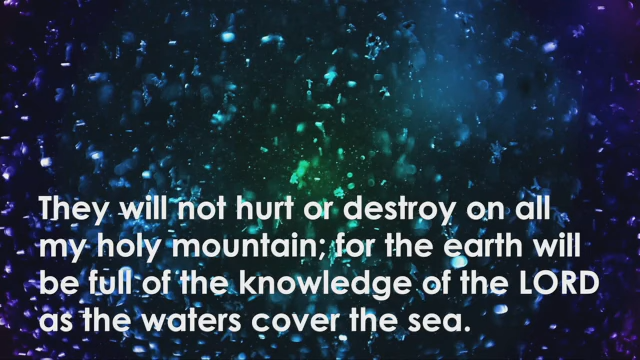 They will not hurt or destroy on all
my holy mountain; for the earth will
be full of the knowledge of the LORD
as the waters cover the sea.